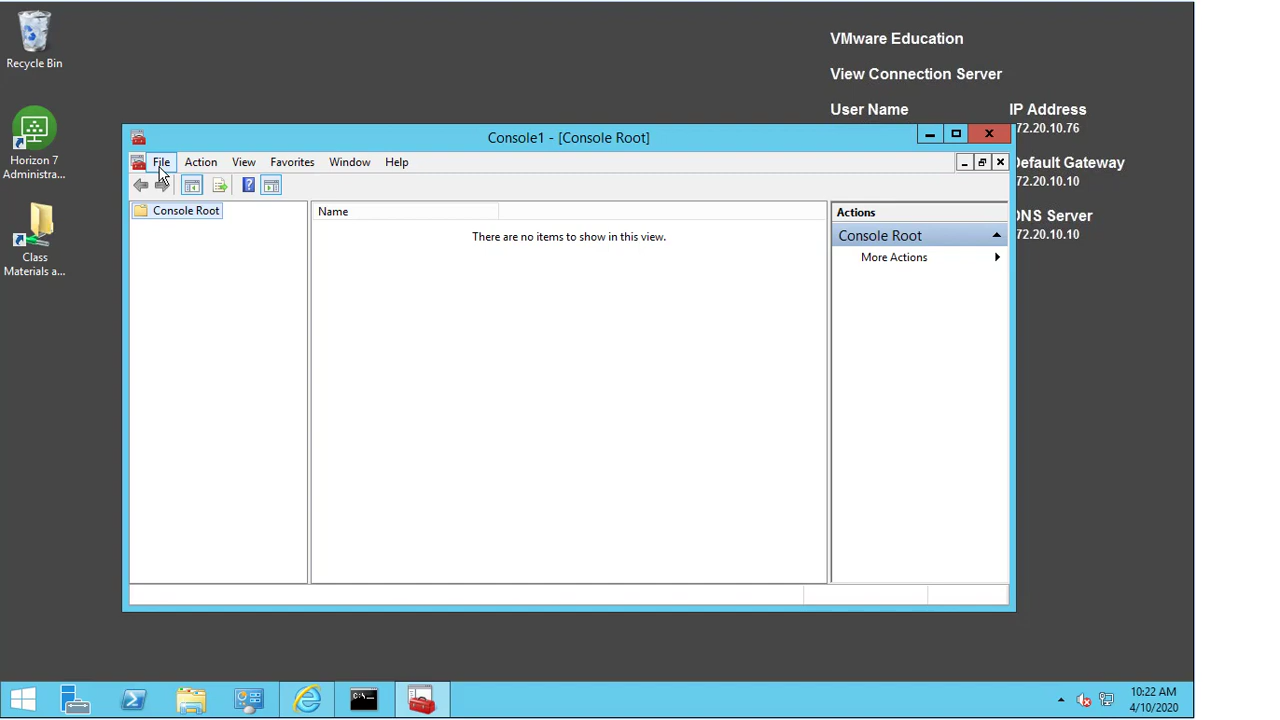 VMware Education
Recycle Bin
View Connection Server
User Name
IP Address
72.20.10.76
Horizon 7
Administra...
Default Gateway
72.20.10.10
DNS Server
72.20.10.10
Class
Materials a...
Console1 - [Console Root]
File Action View Favorites Window Help
Console Root
Name
There are no items to show in this view.
Actions
Console Root
More Actions
C:\
10:22 AM
4/10/2020